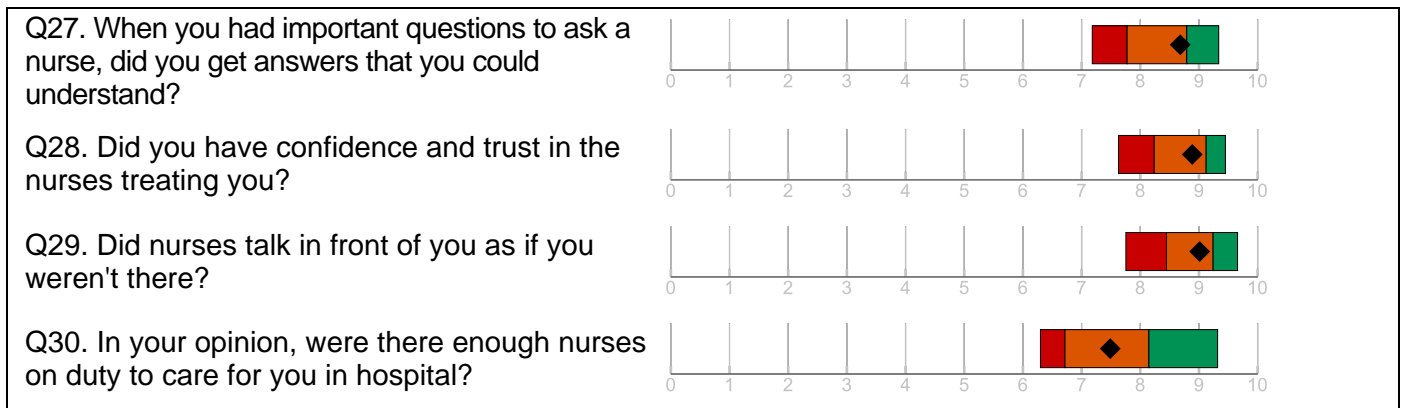 Q27. When you had important questions to ask a
nurse, did you get answers that you could
understand?
0 1 2 3 4 5 6 7 8 9 10
Q28. Did you have confidence and trust in the
nurses treating you?
0 1 2 3 4 5 6 7 8 9 10
Q29. Did nurses talk in front of you as if you
weren't there?
0 1 2 3 4 5 6 7 8 9 10
Q30. In your opinion, were there enough nurses
on duty to care for you in hospital?
0 1 2 3 4 5 6 7 8 9 10